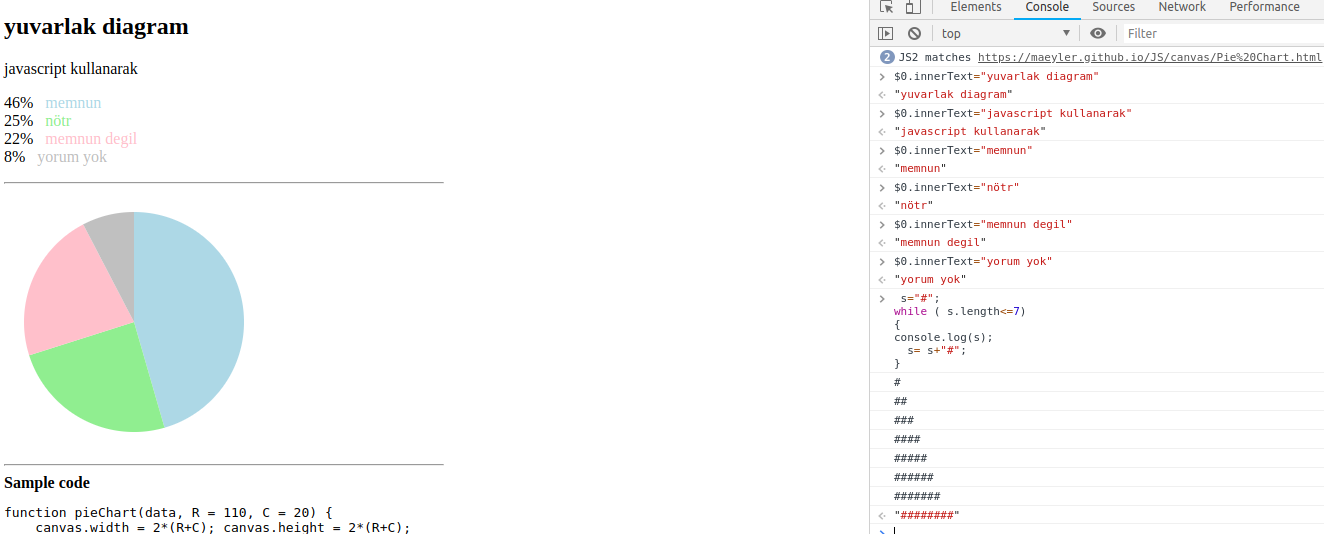 yuvarlak diagram
javascript kullanarak
46% memnun
25% nötr
22% memnun degil
8% yorum yok
Sample code
function pieChart(data, R = 110, C = 20) {
    canvas.width = 2*(R+C); canvas.height = 2*(R+C);
Elements Console Sources Network Performance
top ▼ Filter
2 JS2 matches https://maeyler.github.io/JS/canvas/Pie%20Chart.html
> $0.innerText="yuvarlak diagram"
<· "yuvarlak diagram"
> $0.innerText="javascript kullanarak"
<· "javascript kullanarak"
> $0.innerText="memnun"
<· "memnun"
> $0.innerText="nötr"
<· "nötr"
> $0.innerText="memnun degil"
<· "memnun degil"
> $0.innerText="yorum yok"
<· "yorum yok"
> s="#";
while ( s.length<=7)
{
console.log(s);
  s= s+"#";
}
#
##
###
####
#####
######
#######
<· "########"
>